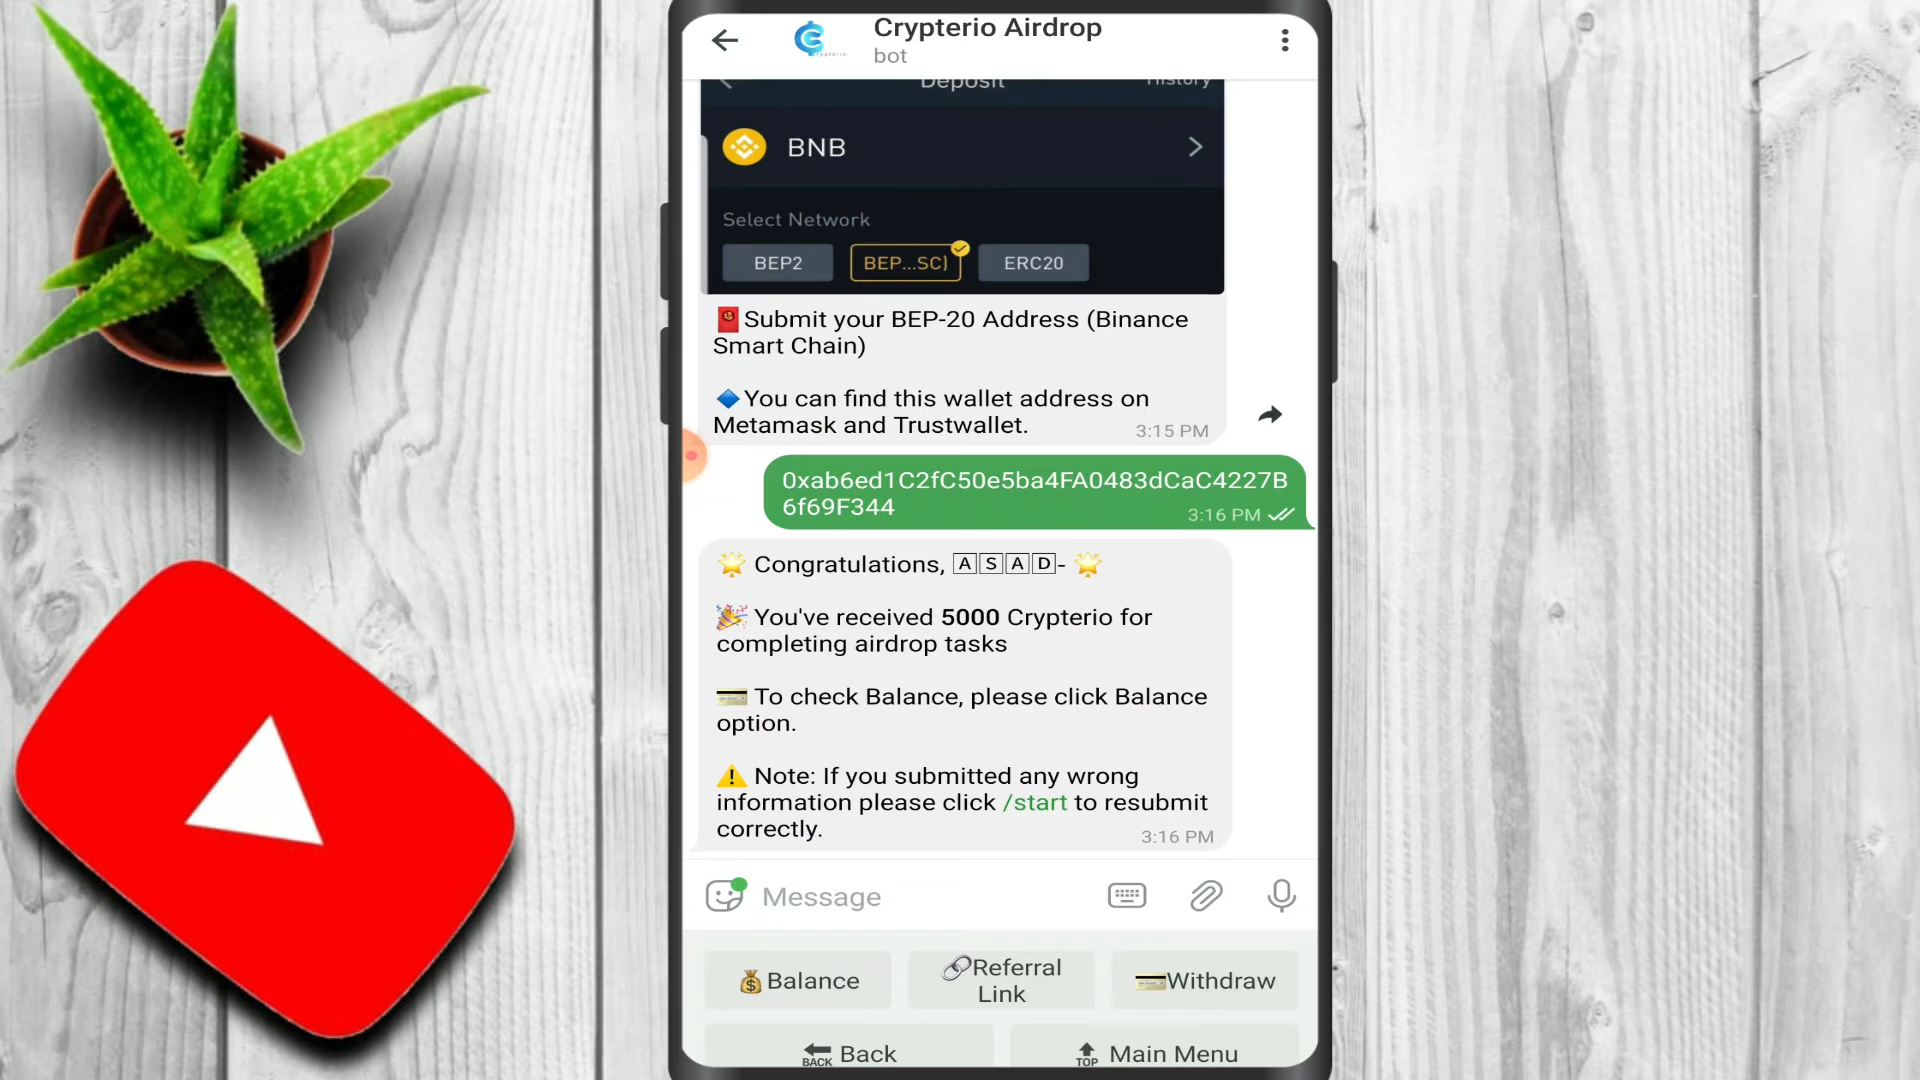 Crypterio Airdrop
bot
Deposit
History
BNB
Select Network
BEP2
BEP...SC)
ERC20
Submit your BEP-20 Address (Binance
Smart Chain)
You can find this wallet address on
Metamask and Trustwallet.
3:15 PM
0xab6ed1C2fC50e5ba4FA0483dCaC4227B
6f69F344
3:16 PM
Congratulations, 🄰🅂🄰🄳-
You've received 5000 Crypterio for
completing airdrop tasks
To check Balance, please click Balance
option.
Note: If you submitted any wrong
information please click /start to resubmit
correctly.
3:16 PM
Message
Balance
Referral
Link
Withdraw
BACK Back
TOP Main Menu